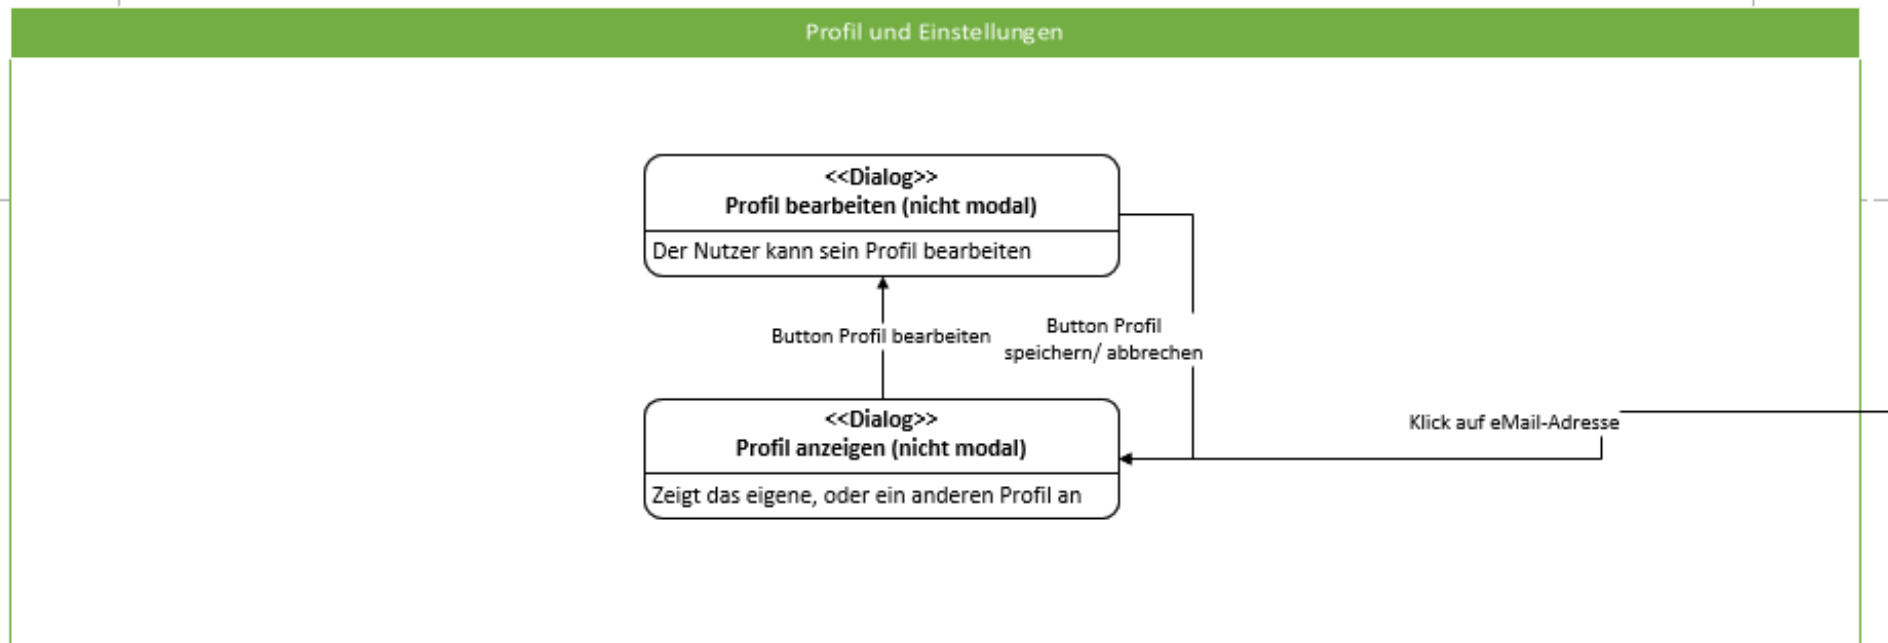 Profil und Einstellungen
<<Dialog>>
Profil bearbeiten (nicht modal)
Der Nutzer kann sein Profil bearbeiten
Button Profil bearbeiten
Button Profil
speichern/ abbrechen
<<Dialog>>
Profil anzeigen (nicht modal)
Zeigt das eigene, oder ein anderen Profil an
Klick auf eMail-Adresse